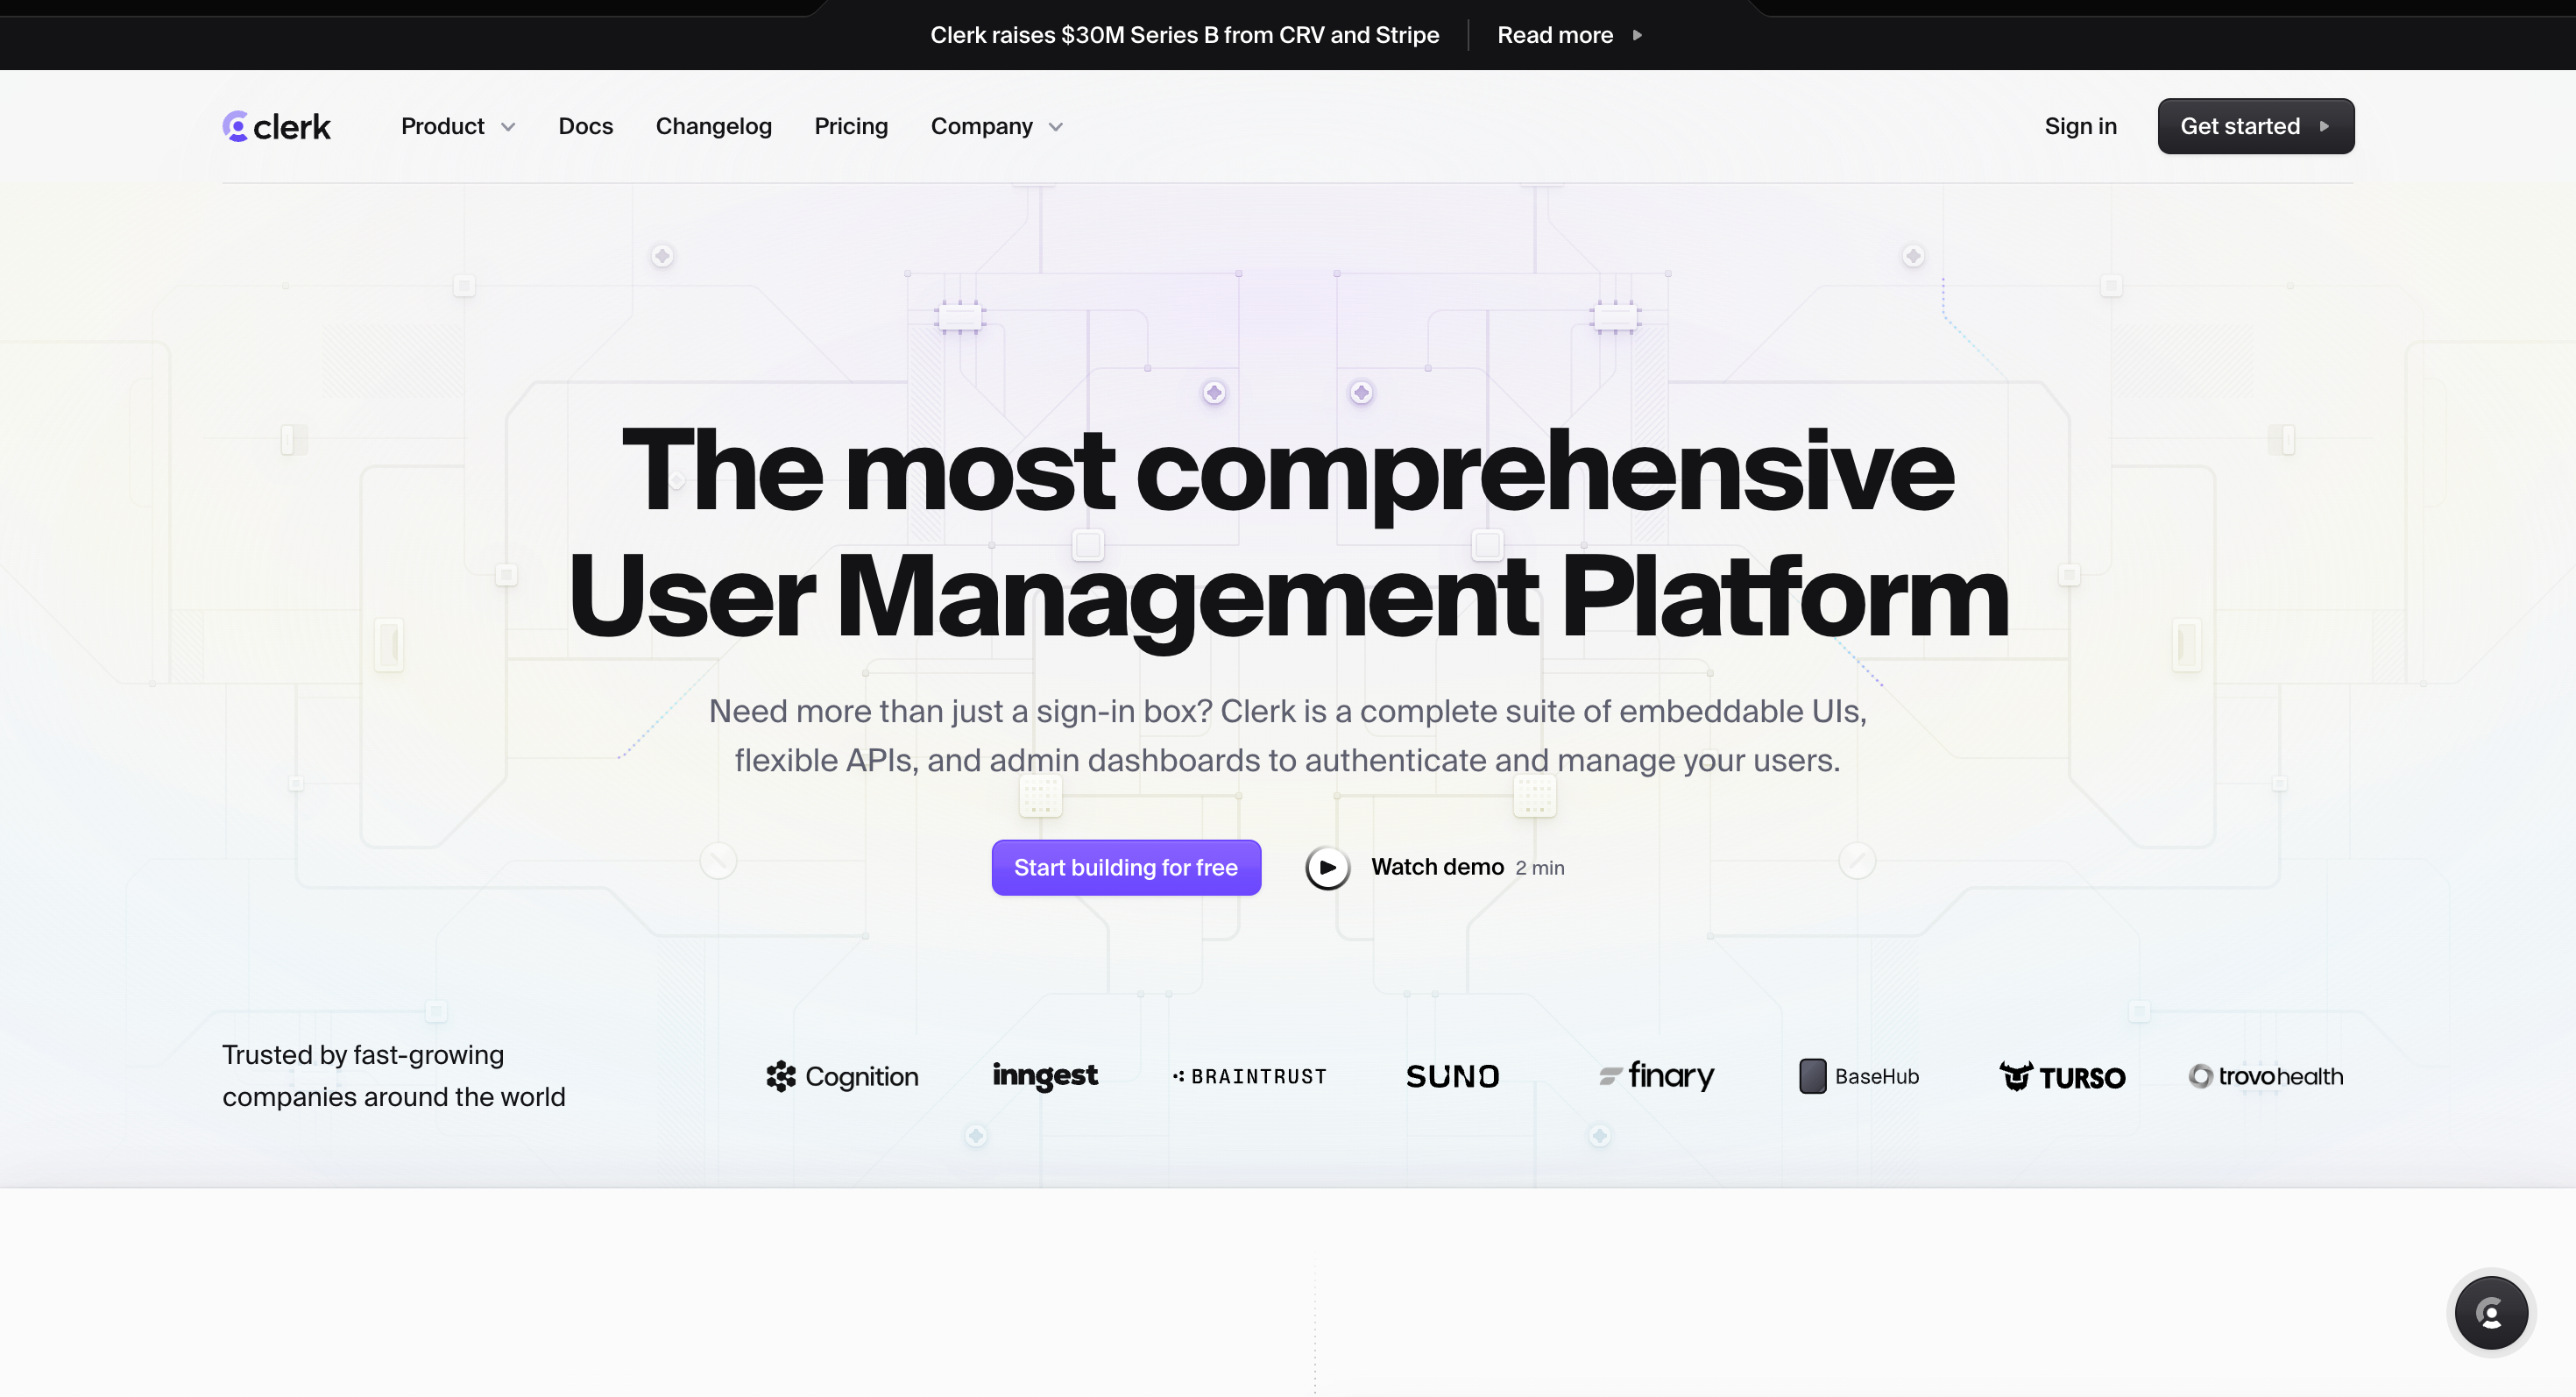 Clerk raises $30M Series B from CRV and Stripe
Read more
clerk
Product
Docs
Changelog
Pricing
Company
Sign in
Get started
The most comprehensive
User Management Platform
Need more than just a sign-in box? Clerk is a complete suite of embeddable UIs,
flexible APIs, and admin dashboards to authenticate and manage your users.
Start building for free
Watch demo 2 min
Trusted by fast-growing
companies around the world
Cognition
inngest
BRAINTRUST
SUNO
finary
BaseHub
TURSO
trovohealth